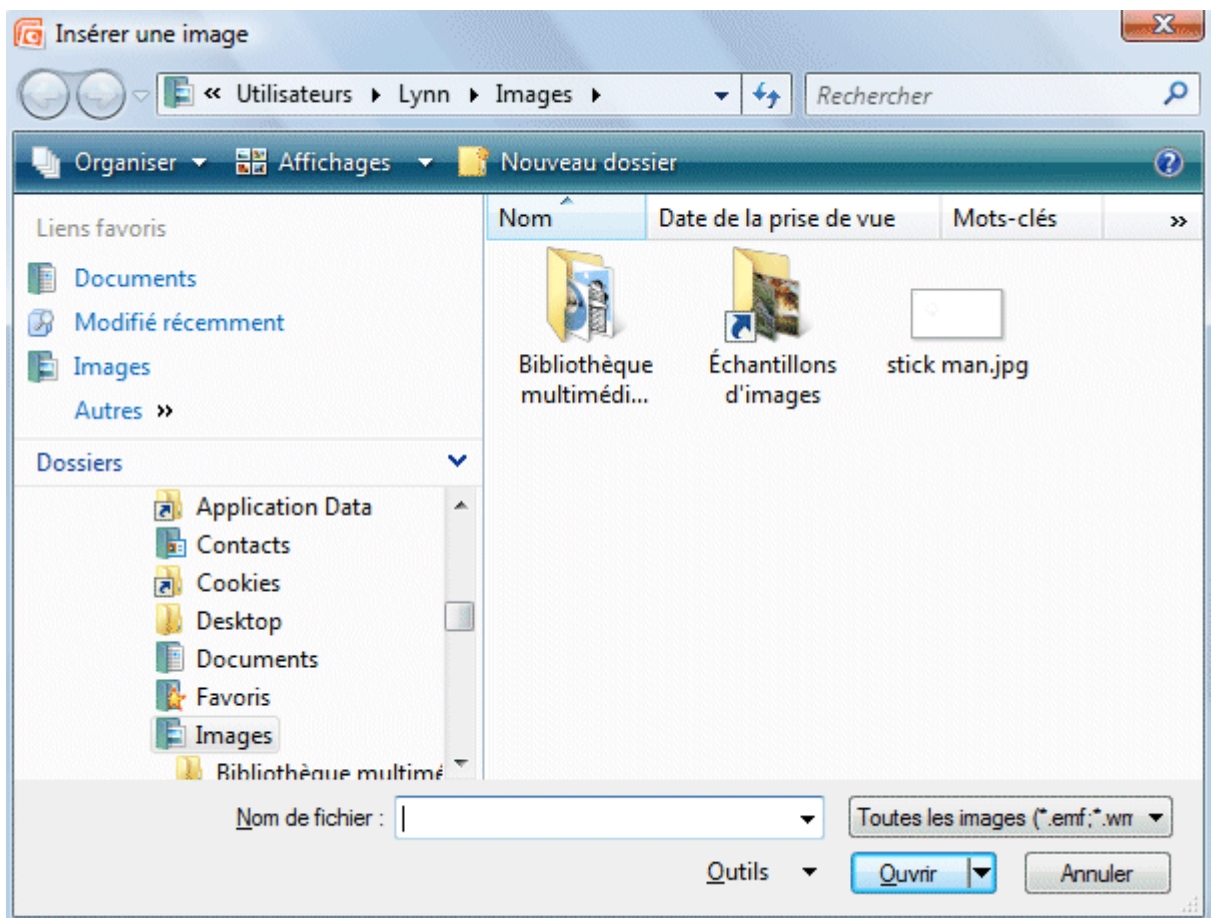 Insérer une image
« Utilisateurs Lynn Images
Rechercher
Organiser Affichages Nouveau dossier
Liens favoris
Documents
Modifié récemment
Images
Autres »
Dossiers
Application Data
Contacts
Cookies
Desktop
Documents
Favoris
Images
Bibliothèque multimé
Nom Date de la prise de vue Mots-clés »
Bibliothèque
multimédi...
Échantillons
d'images
stick man.jpg
Nom de fichier :
Toutes les images (*.emf;*.wm
Outils Ouvrir Annuler